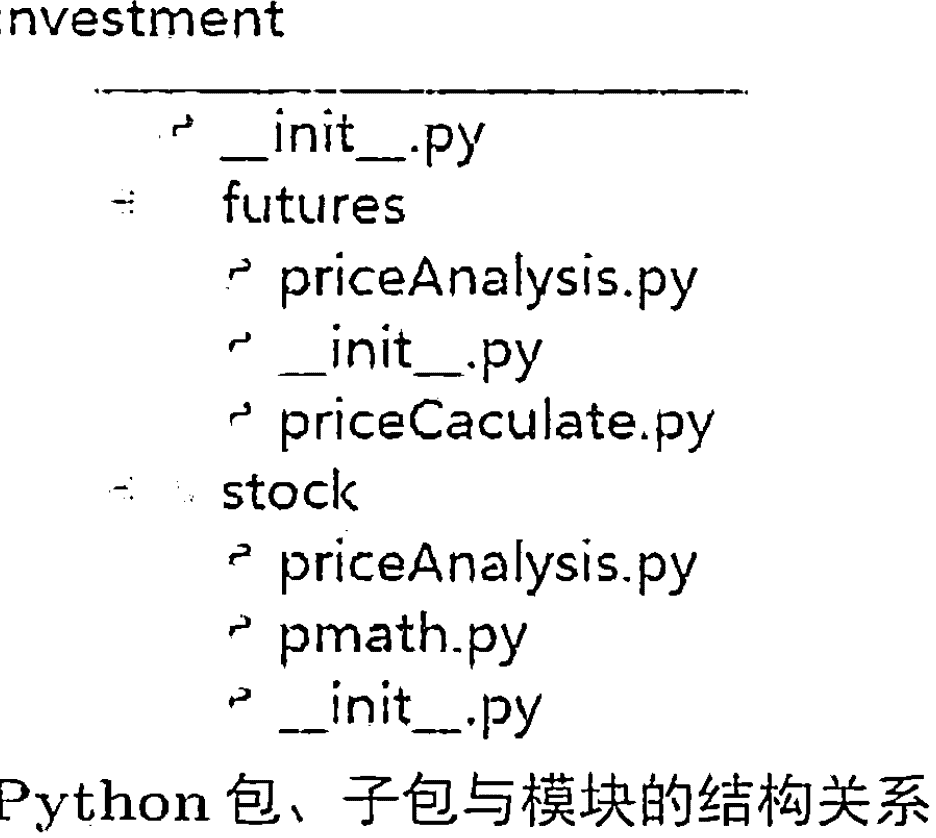 nvestment
__init__.py
futures
priceAnalysis.py
__init__.py
priceCaculate.py
stock
priceAnalysis.py
pmath.py
__init__.py
Python 包、子包与模块的结构关系